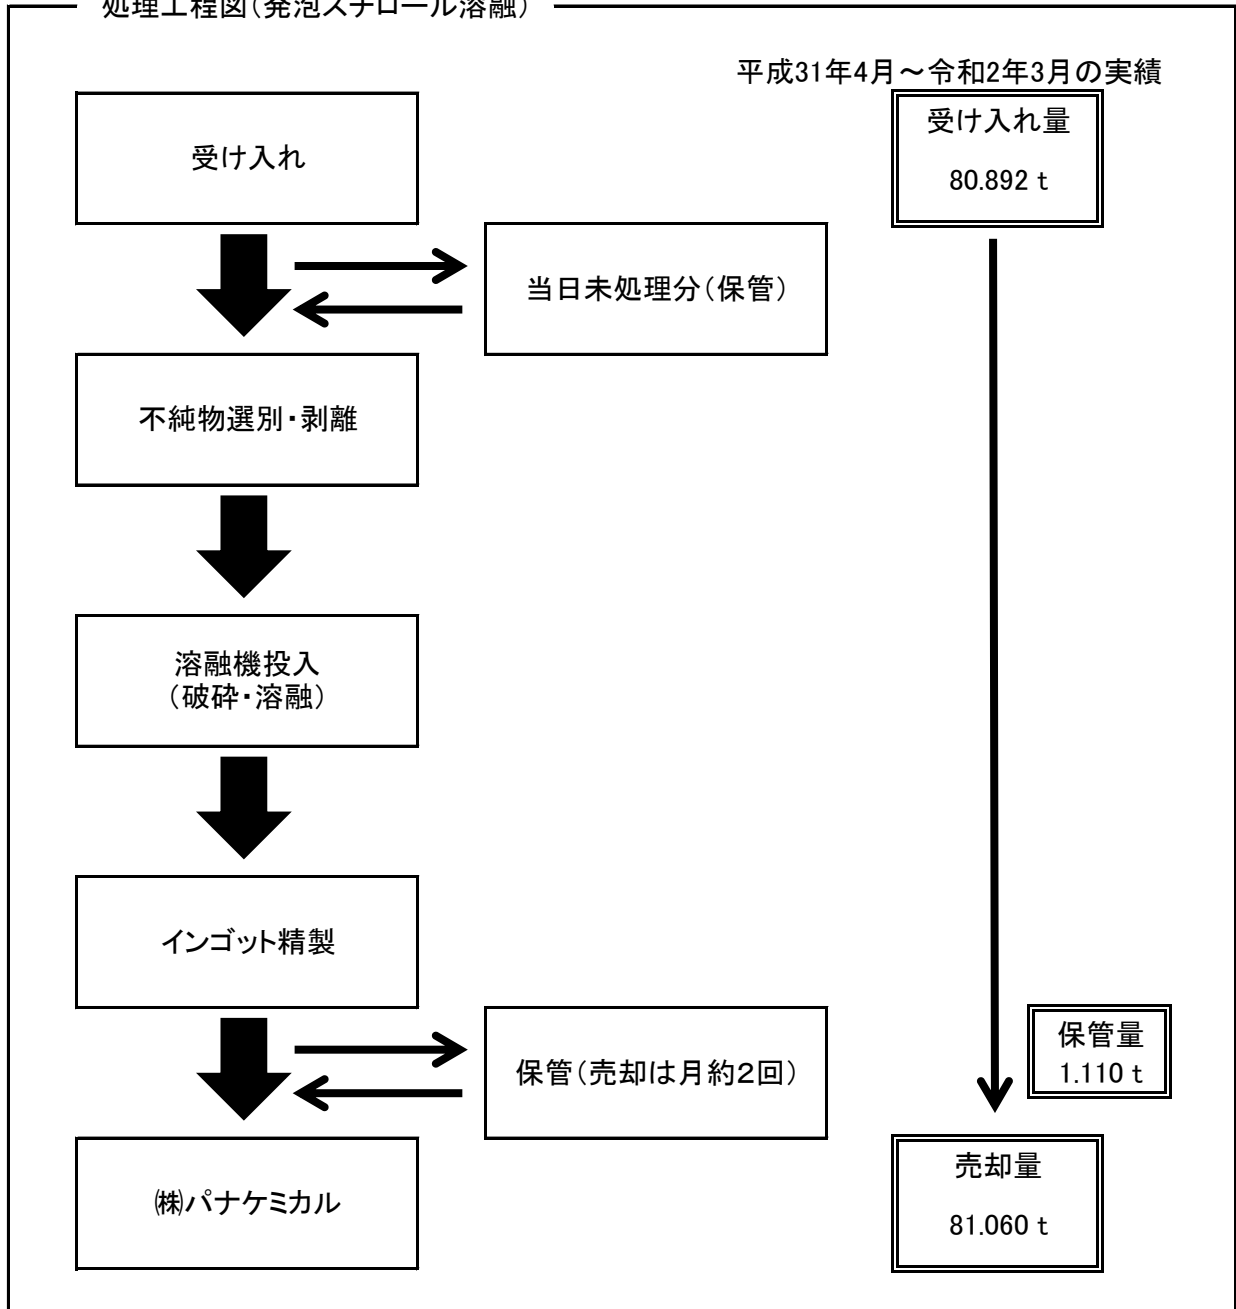 処理工程図（発泡スチロール溶融）
平成31年4月～令和2年3月の実績
受け入れ
受け入れ量
80.892 t
当日未処理分（保管）
不純物選別・剥離
溶融機投入
（破砕・溶融）
インゴット精製
保管量
1.110 t
保管（売却は月約２回）
㈱パナケミカル
売却量
81.060 t